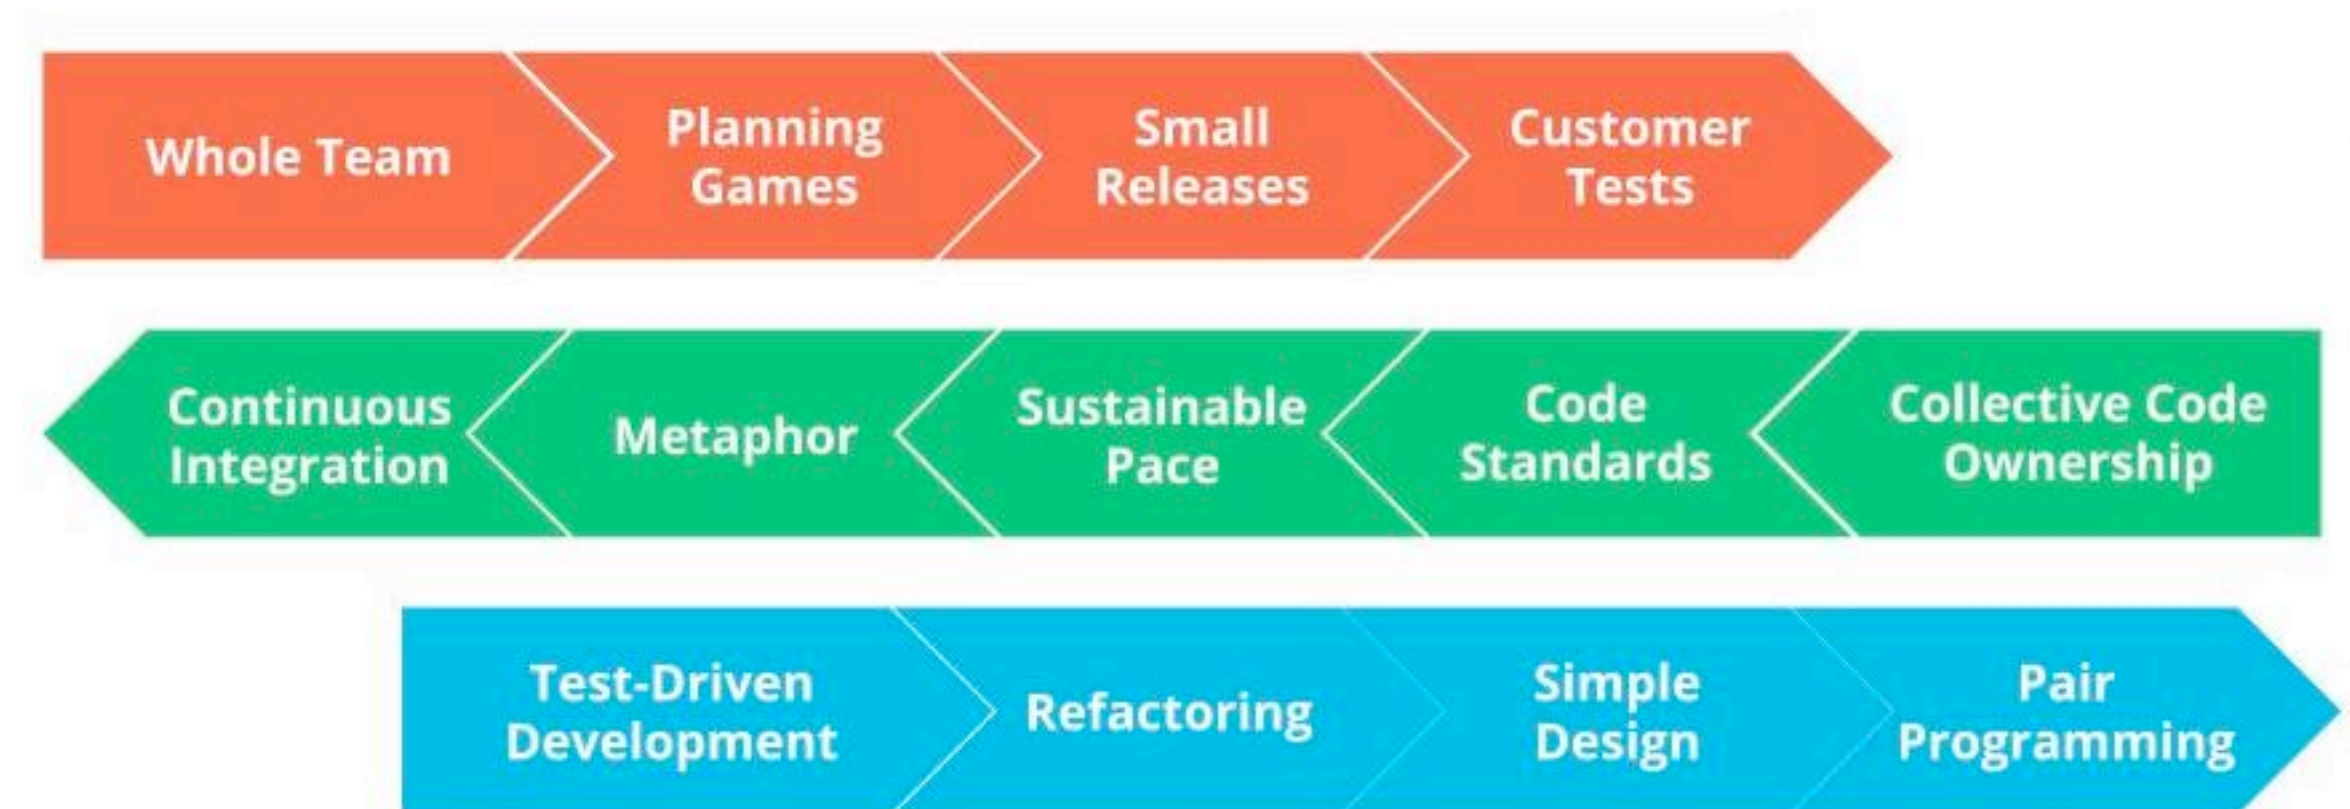 Whole Team
Planning
Games
Small
Releases
Customer
Tests
Continuous
Integration
Metaphor
Sustainable
Pace
Code
Standards
Collective Code
Ownership
Test-Driven
Development
Refactoring
Simple
Design
Pair
Programming